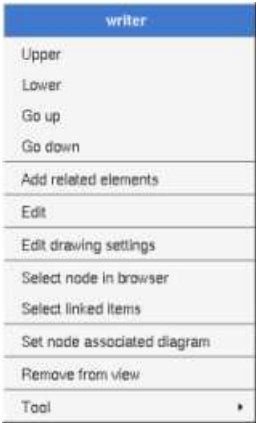 writer
Upper
Lower
Go up
Go down
Add related elements
Edit
Edit drawing settings
Select node in browser
Select linked items
Set node associated diagram
Remove from view
Tool